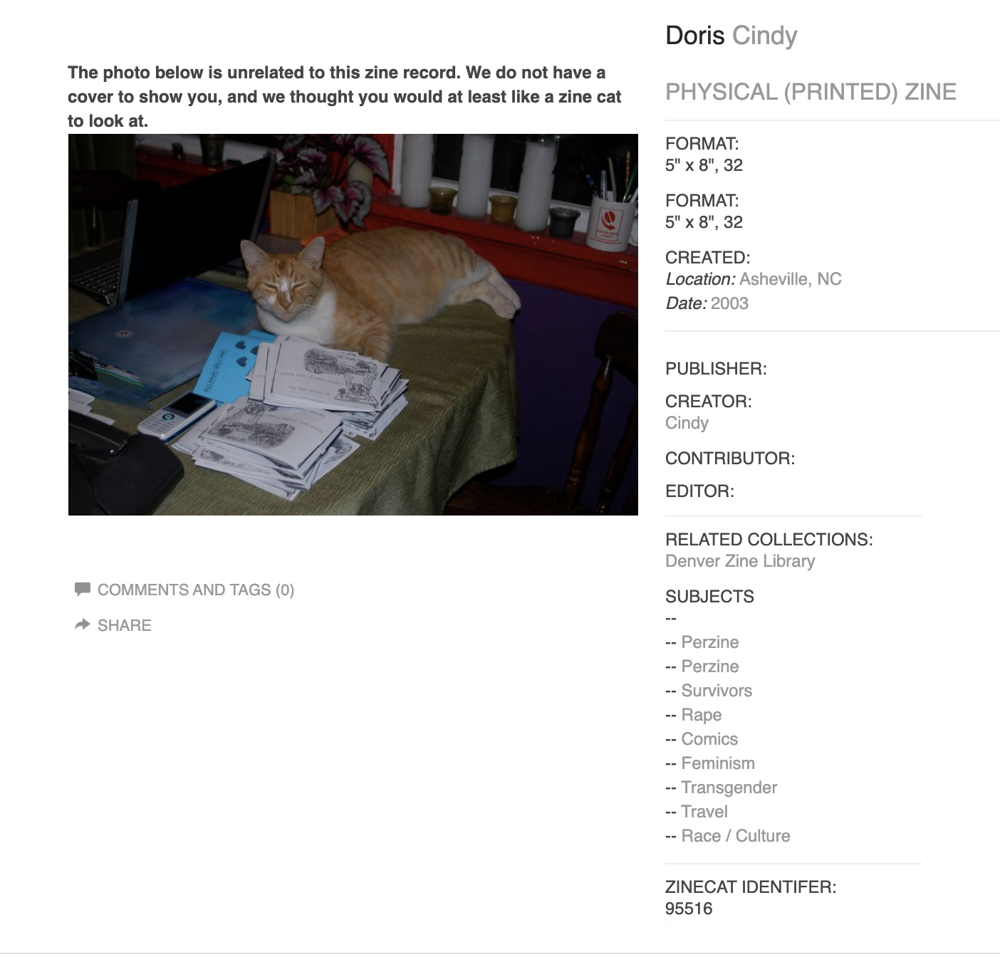 Doris Cindy
The photo below is unrelated to this zine record. We do not have a
cover to show you, and we thought you would at least like a zine cat
to look at.
COMMENTS AND TAGS (0)
SHARE
PHYSICAL (PRINTED) ZINE
FORMAT:
5" x 8", 32
FORMAT:
5" x 8", 32
CREATED:
Location: Asheville, NC
Date: 2003
PUBLISHER:
CREATOR:
Cindy
CONTRIBUTOR:
EDITOR:
RELATED COLLECTIONS:
Denver Zine Library
SUBJECTS
--
-- Perzine
-- Perzine
-- Survivors
-- Rape
-- Comics
-- Feminism
-- Transgender
-- Travel
-- Race / Culture
ZINECAT IDENTIFER:
95516